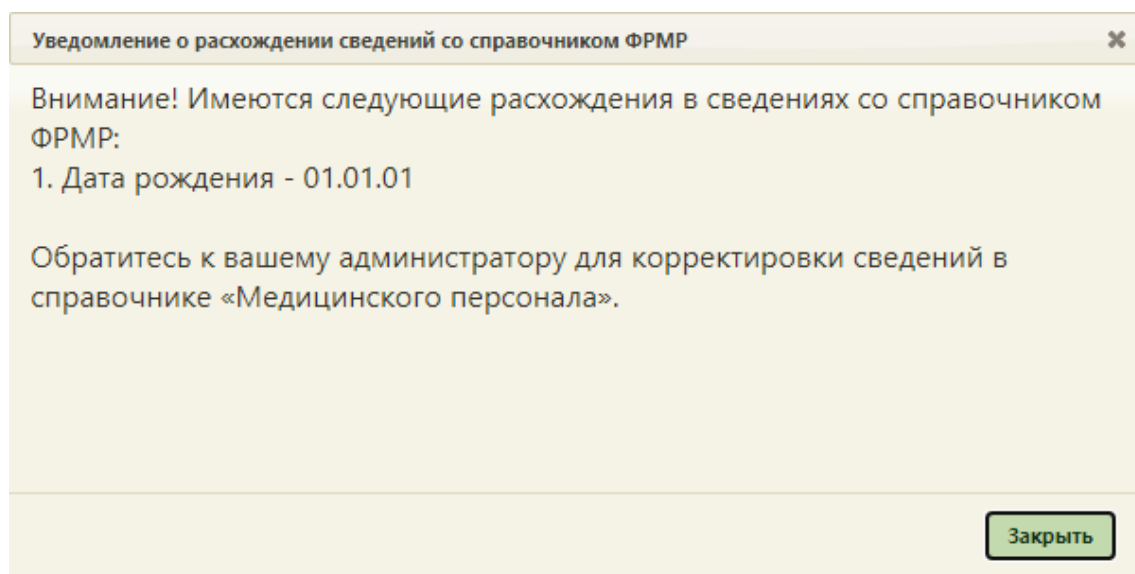 Уведомление о расхождении сведений со справочником ФРМР
Внимание! Имеются следующие расхождения в сведениях со справочником
ФРМР:
1. Дата рождения - 01.01.01
Обратитесь к вашему администратору для корректировки сведений в
справочнике «Медицинского персонала».
Закрыть